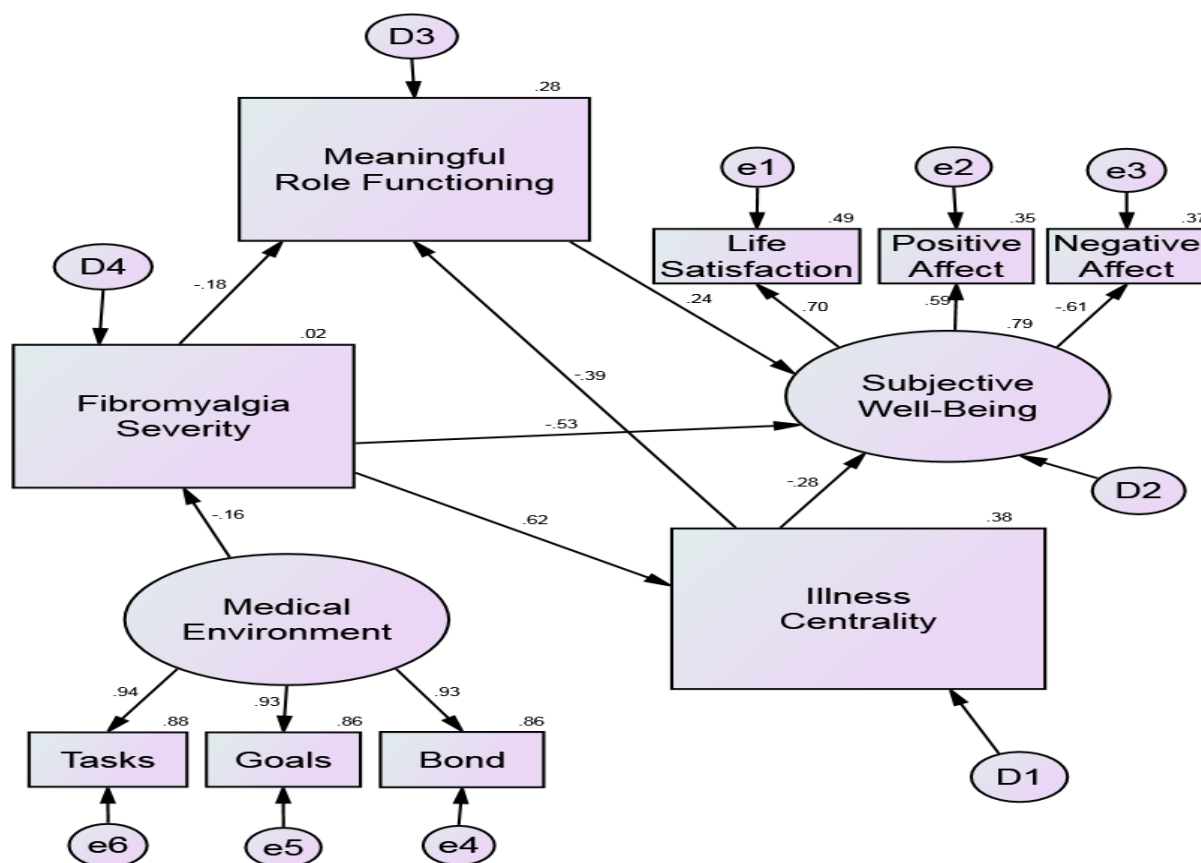 D3
.28
Meaningful
Role Functioning
e1
e2
e3
.49
.35
.37
Life
Satisfaction
Positive
Affect
Negative
Affect
D4
-.18
.24
.70
.59
-.61
.02
.79
Fibromyalgia
Severity
-.39
Subjective
Well-Being
-.53
-.28
D2
-.16
.62
.38
Medical
Environment
Illness
Centrality
.94
.93
.93
.88
.86
.86
Tasks
Goals
Bond
D1
e6
e5
e4